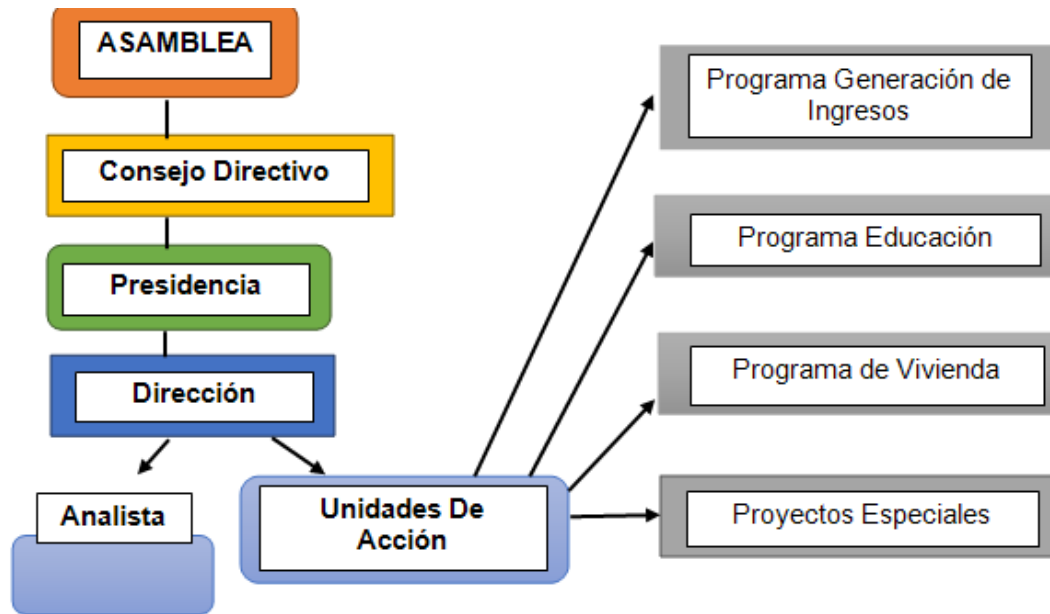 ASAMBLEA
Consejo Directivo
Presidencia
Dirección
Analista
Unidades De
Acción
Programa Generación de
Ingresos
Programa Educación
Programa de Vivienda
Proyectos Especiales